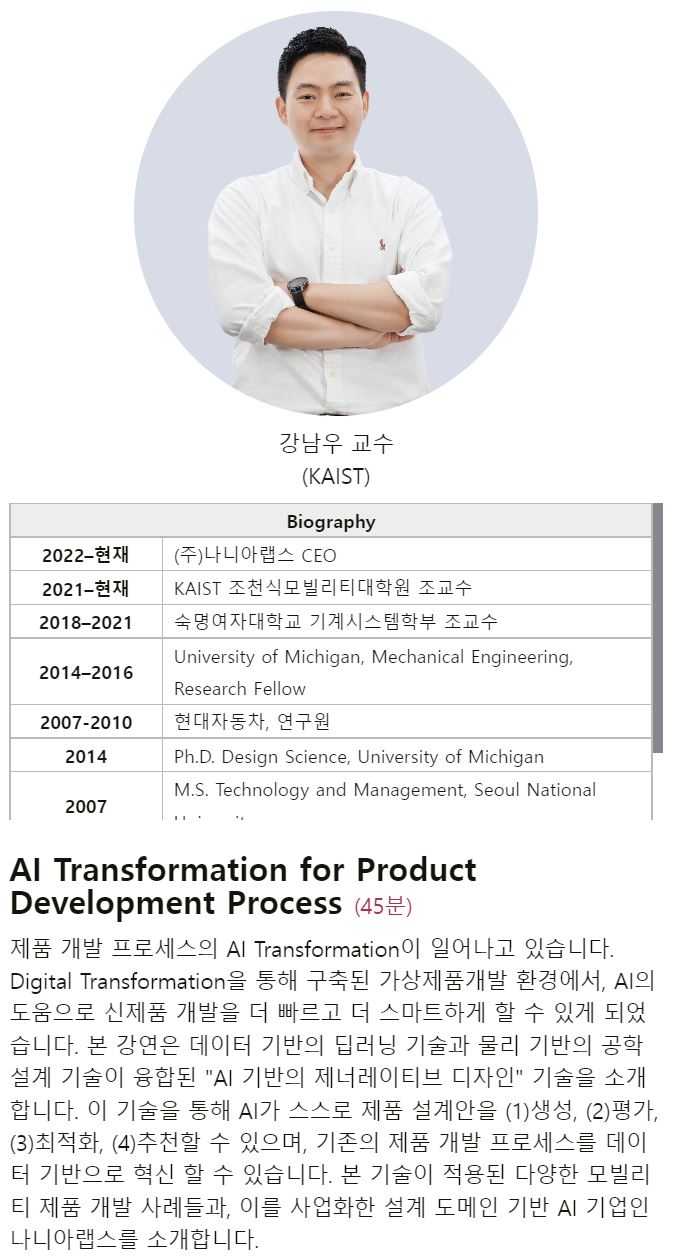 강남우 교수
(KAIST)
Biography
2022–현재 (주)나니아랩스 CEO
2021–현재 KAIST 조천식모빌리티대학원 조교수
2018–2021 숙명여자대학교 기계시스템학부 조교수
2014–2016 University of Michigan, Mechanical Engineering,
Research Fellow
2007-2010 현대자동차, 연구원
2014 Ph.D. Design Science, University of Michigan
2007 M.S. Technology and Management, Seoul National
AI Transformation for Product
Development Process (45분)
제품 개발 프로세스의 AI Transformation이 일어나고 있습니다.
Digital Transformation을 통해 구축된 가상제품개발 환경에서, AI의
도움으로 신제품 개발을 더 빠르고 더 스마트하게 할 수 있게 되었
습니다. 본 강연은 데이터 기반의 딥러닝 기술과 물리 기반의 공학
설계 기술이 융합된 "AI 기반의 제너레이티브 디자인" 기술을 소개
합니다. 이 기술을 통해 AI가 스스로 제품 설계안을 (1)생성, (2)평가,
(3)최적화, (4)추천할 수 있으며, 기존의 제품 개발 프로세스를 데이
터 기반으로 혁신 할 수 있습니다. 본 기술이 적용된 다양한 모빌리
티 제품 개발 사례들과, 이를 사업화한 설계 도메인 기반 AI 기업인
나니아랩스를 소개합니다.